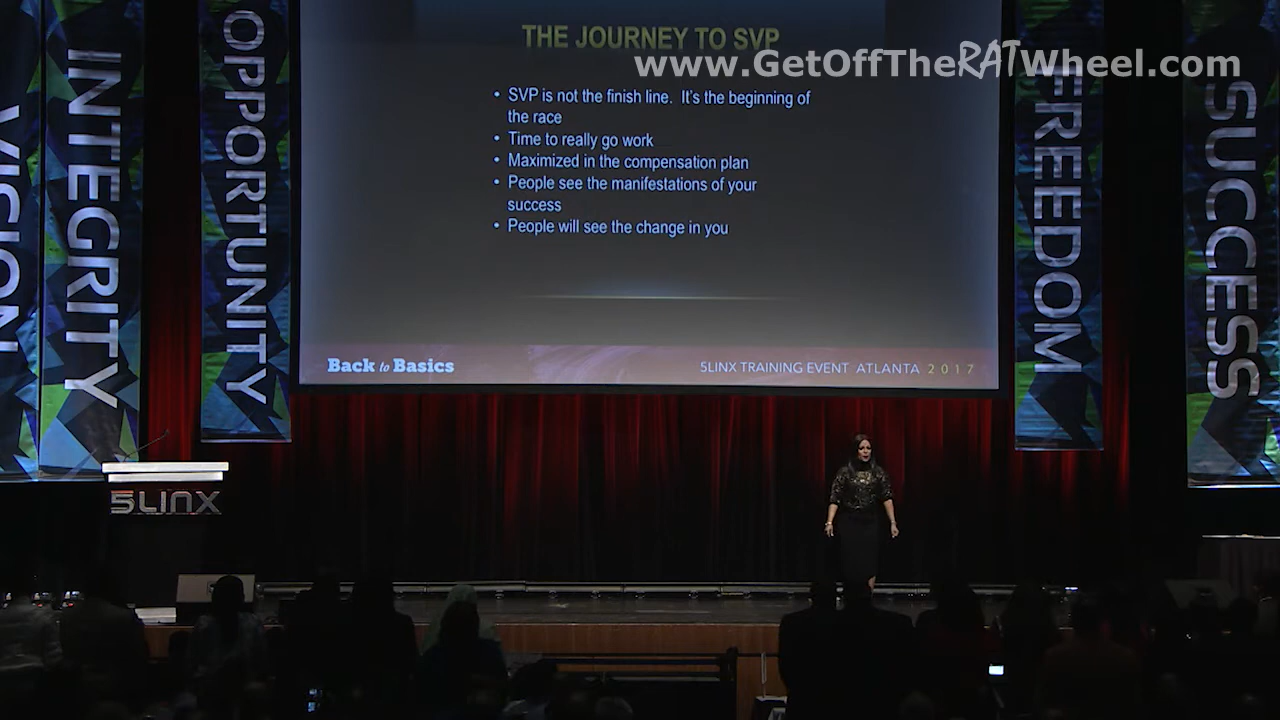 THE JOURNEY TO SVP
www.GetOffTheRATWheel.com
• SVP is not the finish line. It's the beginning of
the race
• Time to really go work
• Maximized in the compensation plan
• People see the manifestations of your
success
• People will see the change in you
Back to Basics
5LINX TRAINING EVENT ATLANTA 2017
VISION
INTEGRITY
OPPORTUNITY
FREEDOM
SUCCESS
5LINX